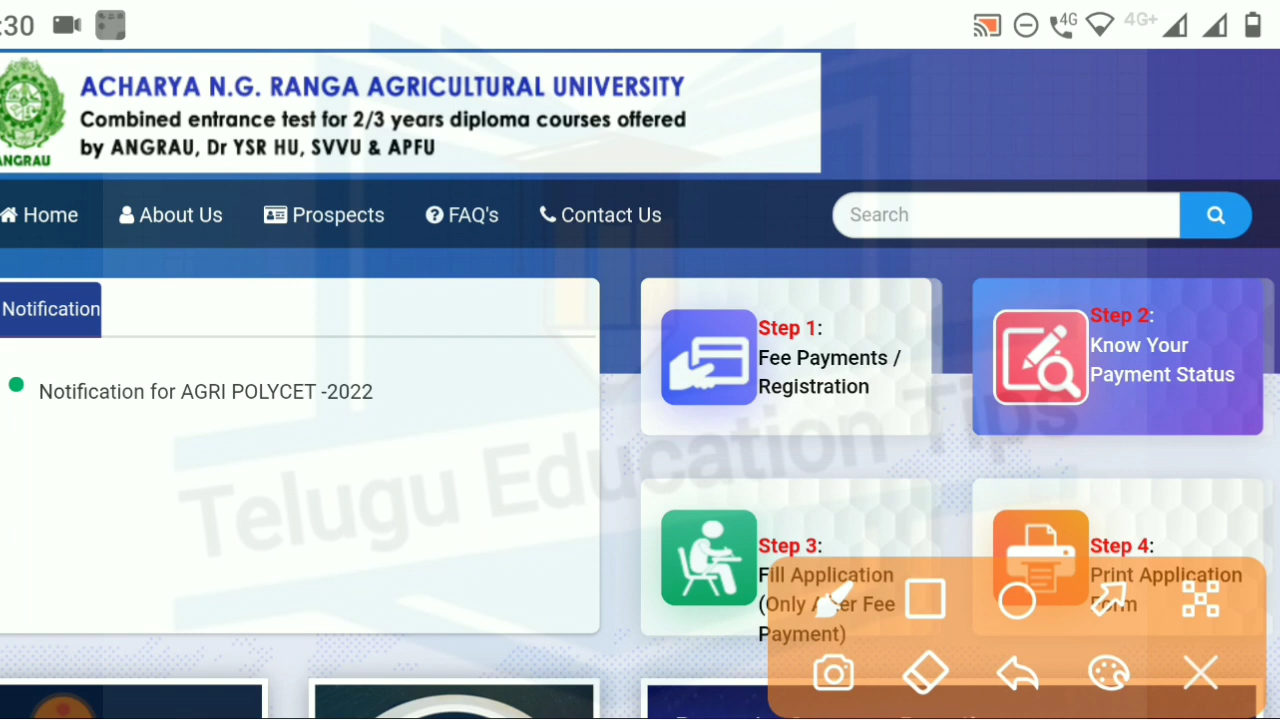 :30
4G
4G+
ACHARYA N.G. RANGA AGRICULTURAL UNIVERSITY
Combined entrance test for 2/3 years diploma courses offered
by ANGRAU, Dr YSR HU, SVVU & APFU
ANGRAU
Home
About Us
Prospects
FAQ's
Contact Us
Search
Notification
Notification for AGRI POLYCET -2022
Step 1:
Fee Payments /
Registration
Step 2:
Know Your
Payment Status
Step 3:
Fill Application
(Only After Fee
Payment)
Step 4:
Print Application
Form
Telugu Education Tips